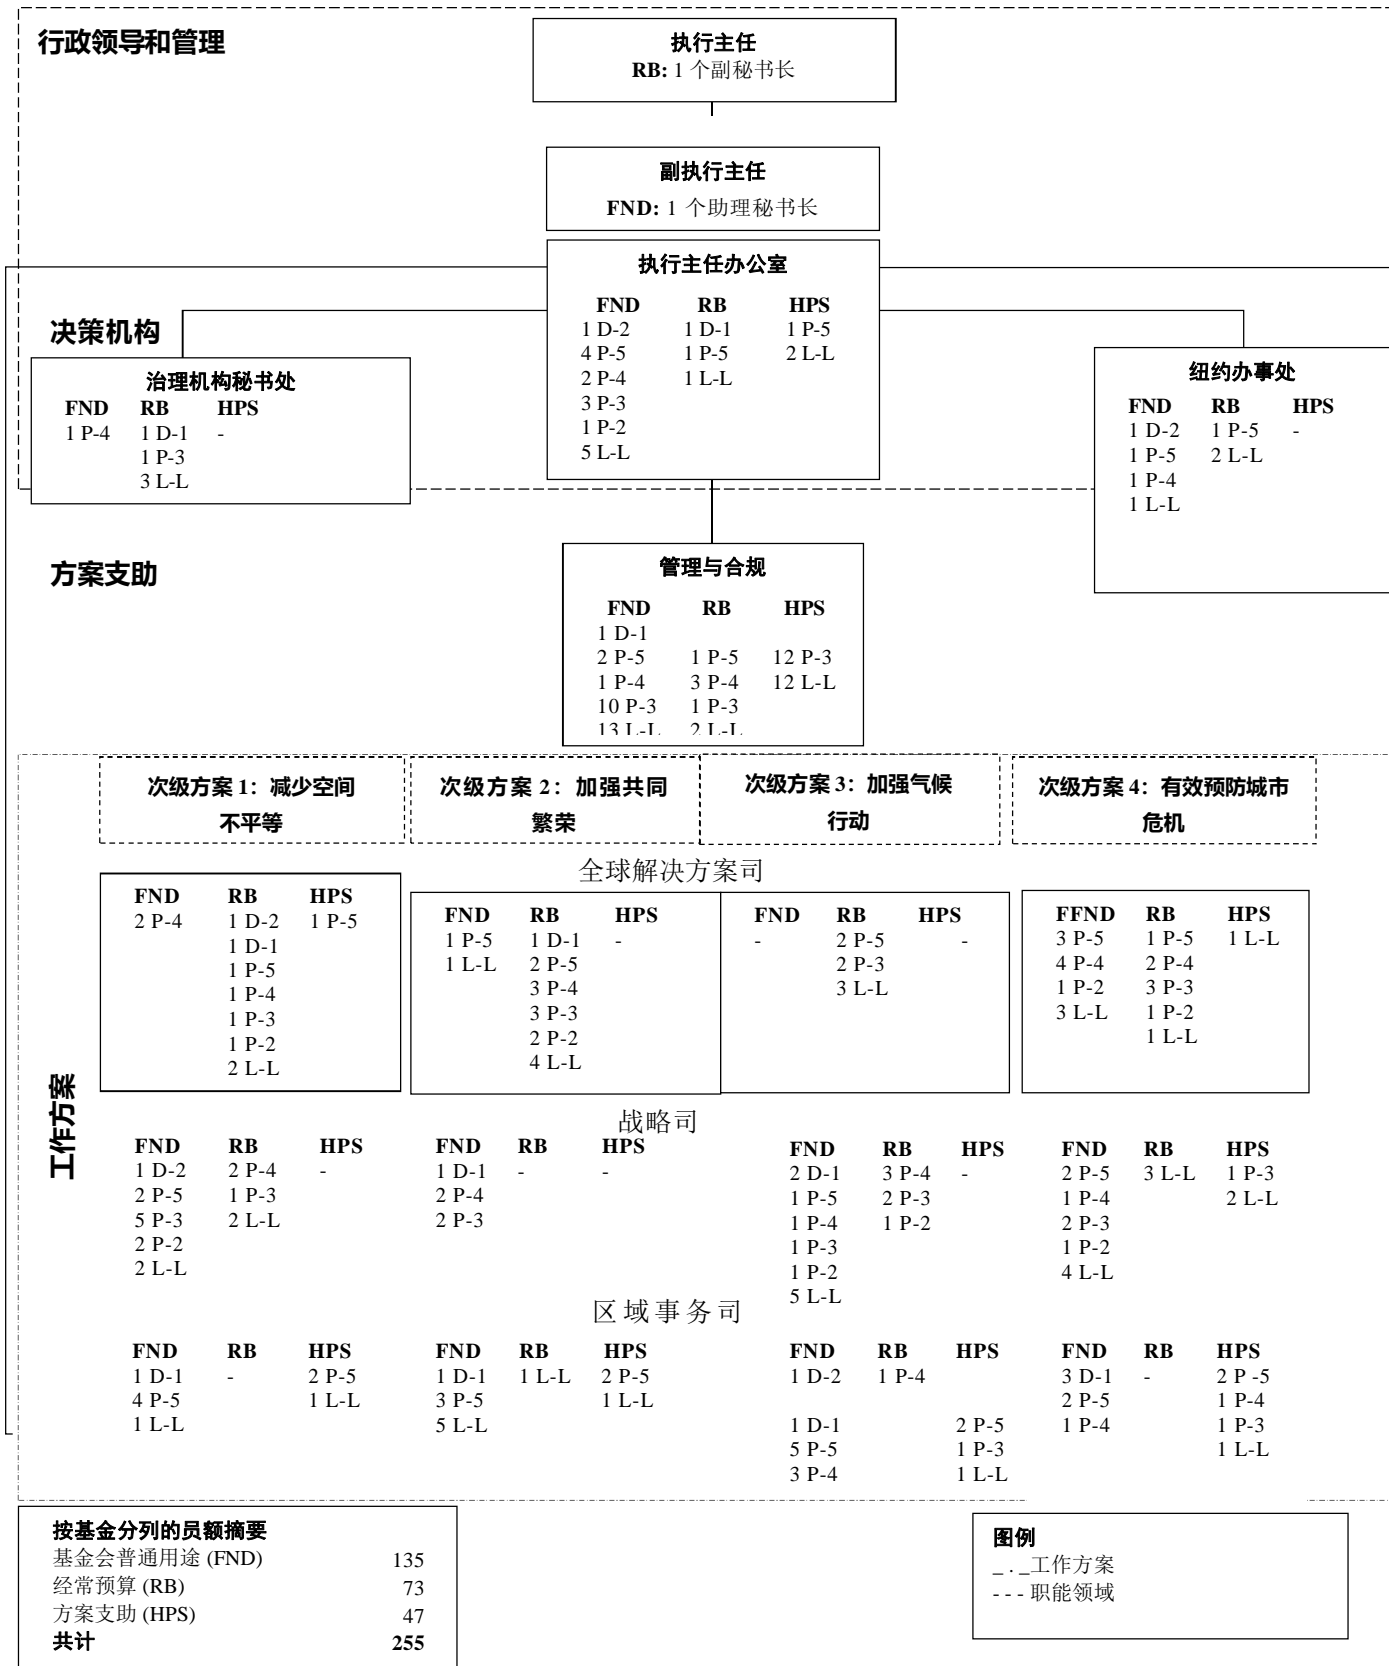 行政领导和管理
执行主任
RB: 1 个副秘书长
副执行主任
FND: 1 个助理秘书长
执行主任办公室
FND RB HPS
1 D-2 1 D-1 1 P-5
4 P-5 1 P-5 2 L-L
2 P-4 1 L-L
3 P-3
1 P-2
5 L-L
决策机构
治理机构秘书处
FND RB HPS
1 P-4 1 D-1 -
1 P-3
3 L-L
纽约办事处
FND RB HPS
1 D-2 1 P-5 -
1 P-5 2 L-L
1 P-4
1 L-L
方案支助
管理与合规
FND RB HPS
1 D-1
2 P-5 1 P-5 12 P-3
1 P-4 3 P-4 12 L-L
10 P-3 1 P-3
13 L-L 2 L-L
工作方案
次级方案 1：减少空间
不平等
次级方案 2：加强共同
繁荣
次级方案 3：加强气候
行动
次级方案 4：有效预防城市
危机
全球解决方案司
FND RB HPS
2 P-4 1 D-2 1 P-5
1 D-1
1 P-5
1 P-4
1 P-3
1 P-2
2 L-L
FND RB HPS
1 P-5 1 D-1 -
1 L-L 2 P-5
3 P-4
3 P-3
2 P-2
4 L-L
FND RB HPS
- 2 P-5 -
2 P-3
3 L-L
FFND RB HPS
3 P-5 1 P-5 1 L-L
4 P-4 2 P-4
1 P-2 3 P-3
3 L-L 1 P-2
1 L-L
战略司
FND RB HPS
1 D-2 2 P-4 -
2 P-5 1 P-3
5 P-3 2 L-L
2 P-2
2 L-L
FND RB HPS
1 D-1 - -
2 P-4
2 P-3
FND RB HPS
2 D-1 3 P-4 -
1 P-5 2 P-3
1 P-4 1 P-2
1 P-3
1 P-2
5 L-L
FND RB HPS
2 P-5 3 L-L 1 P-3
1 P-4 2 L-L
2 P-3
1 P-2
4 L-L
区域事务司
FND RB HPS
1 D-1 - 2 P-5
4 P-5 1 L-L
1 L-L
FND RB HPS
1 D-1 1 L-L 2 P-5
3 P-5 1 L-L
5 L-L
FND RB HPS
1 D-2 1 P-4
1 D-1 2 P-5
5 P-5 1 P-3
3 P-4 1 L-L
FND RB HPS
3 D-1 - 2 P -5
2 P-5 1 P-4
1 P-4 1 P-3
1 L-L
按基金分列的员额摘要
基金会普通用途 (FND) 135
经常预算 (RB) 73
方案支助 (HPS) 47
共计 255
图例
_ . _工作方案
- - - 职能领域